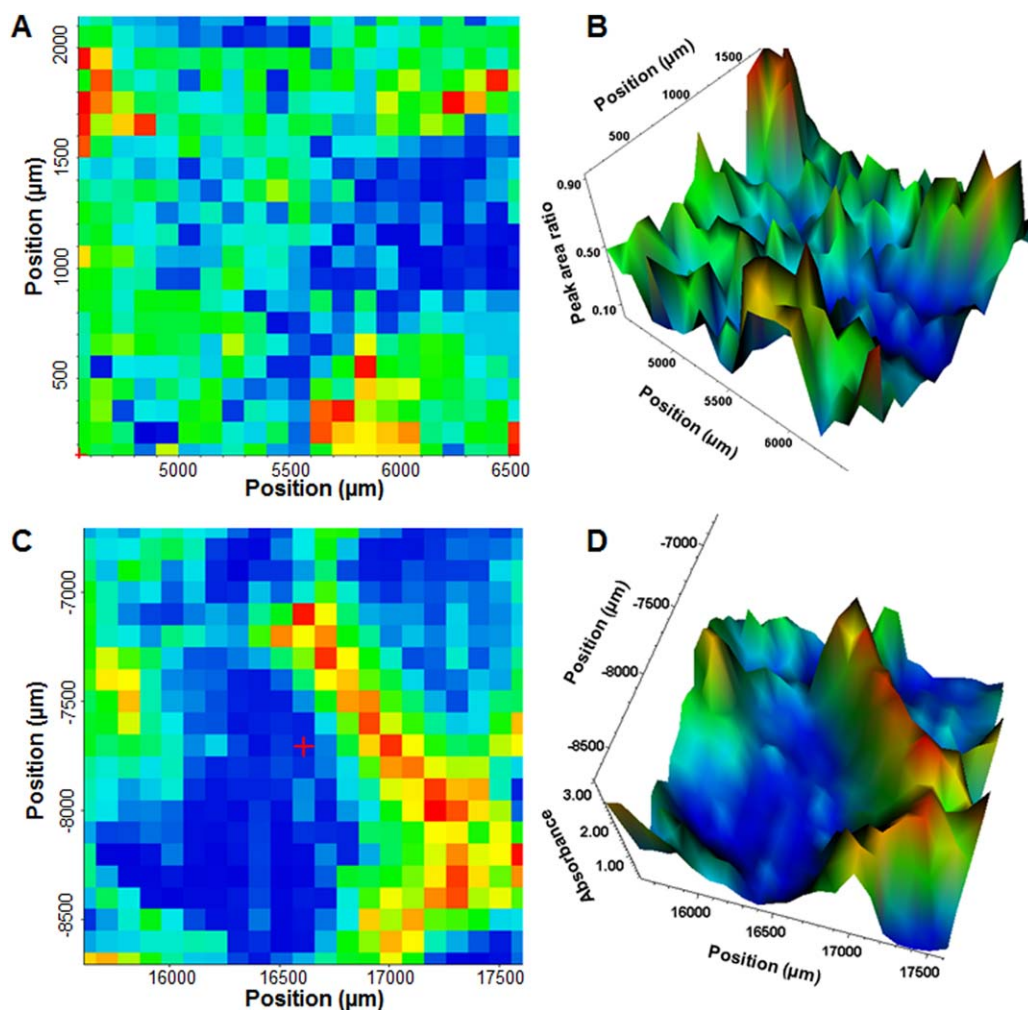 A
Position (µm)
2000
1500
1000
500
5000
5500
6000
6500
Position (µm)
B
Position (µm)
1500
1000
500
0.90
0.50
0.10
Peak area ratio
5000
5500
6000
Position (µm)
C
Position (µm)
-7000
-7500
-8000
-8500
16000
16500
17000
17500
Position (µm)
D
-7000
-7500
-8000
-8500
Position (µm)
3.00
2.00
1.00
Absorbance
16000
16500
17000
17500
Position (µm)